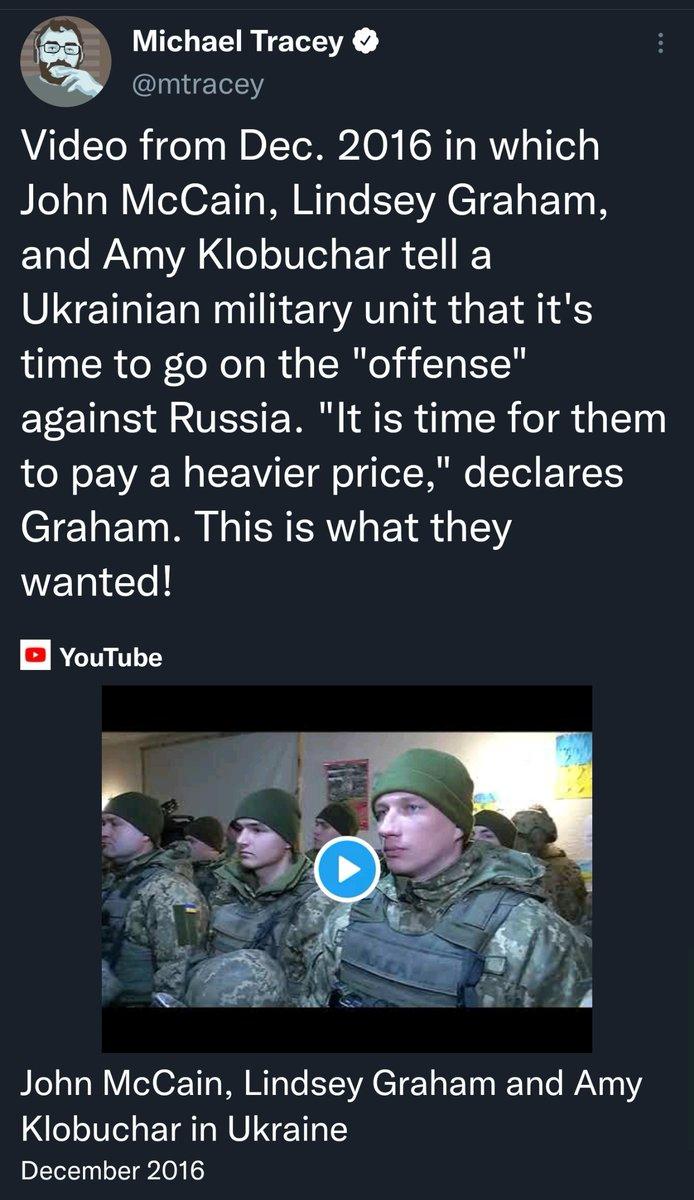 Michael Tracey
@mtracey
Video from Dec. 2016 in which
John McCain, Lindsey Graham,
and Amy Klobuchar tell a
Ukrainian military unit that it's
time to go on the "offense"
against Russia. "It is time for them
to pay a heavier price," declares
Graham. This is what they
wanted!
YouTube
John McCain, Lindsey Graham and Amy
Klobuchar in Ukraine
December 2016